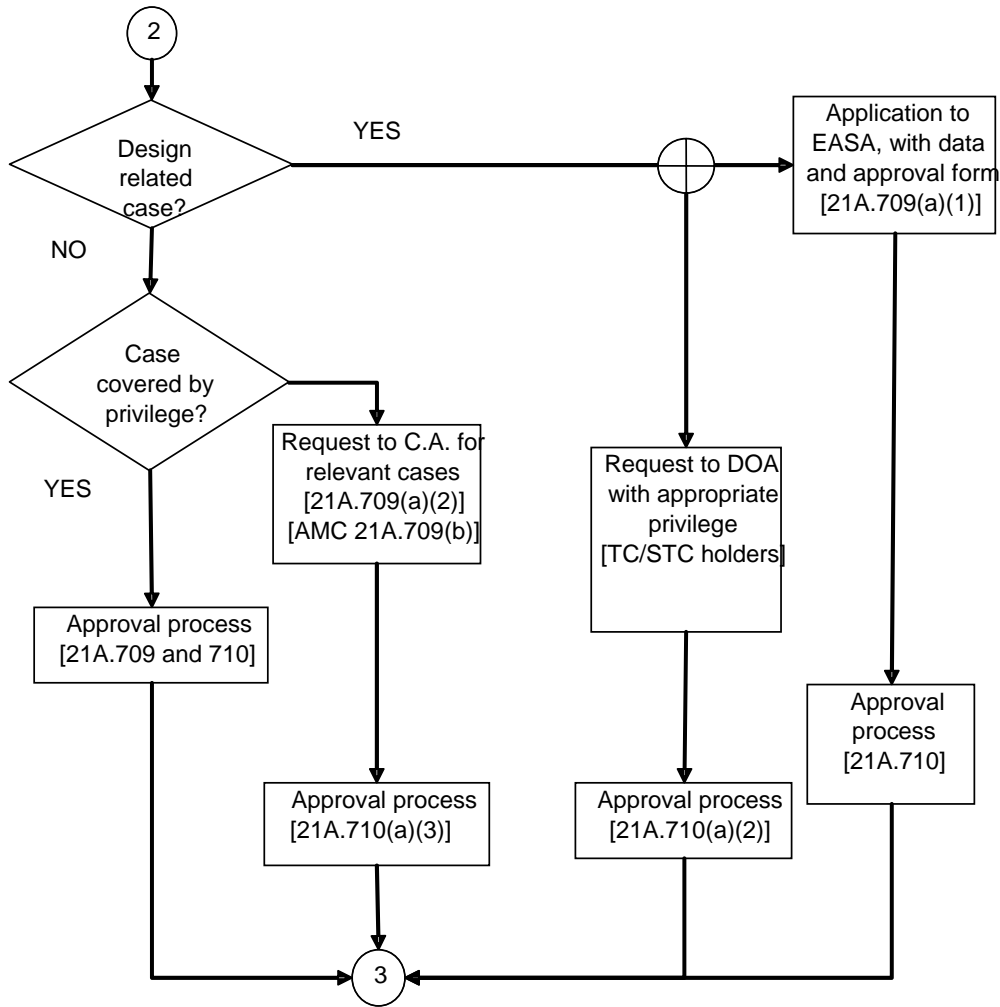 2
Design
related
case?
YES
Application to
EASA, with data
and approval form
[21A.709(a)(1)]
NO
Case
covered by
privilege?
YES
Request to C.A. for
relevant cases
[21A.709(a)(2)]
[AMC 21A.709(b)]
Request to DOA
with appropriate
privilege
[TC/STC holders]
Approval process
[21A.709 and 710]
Approval
process
[21A.710]
Approval process
[21A.710(a)(3)]
Approval process
[21A.710(a)(2)]
3